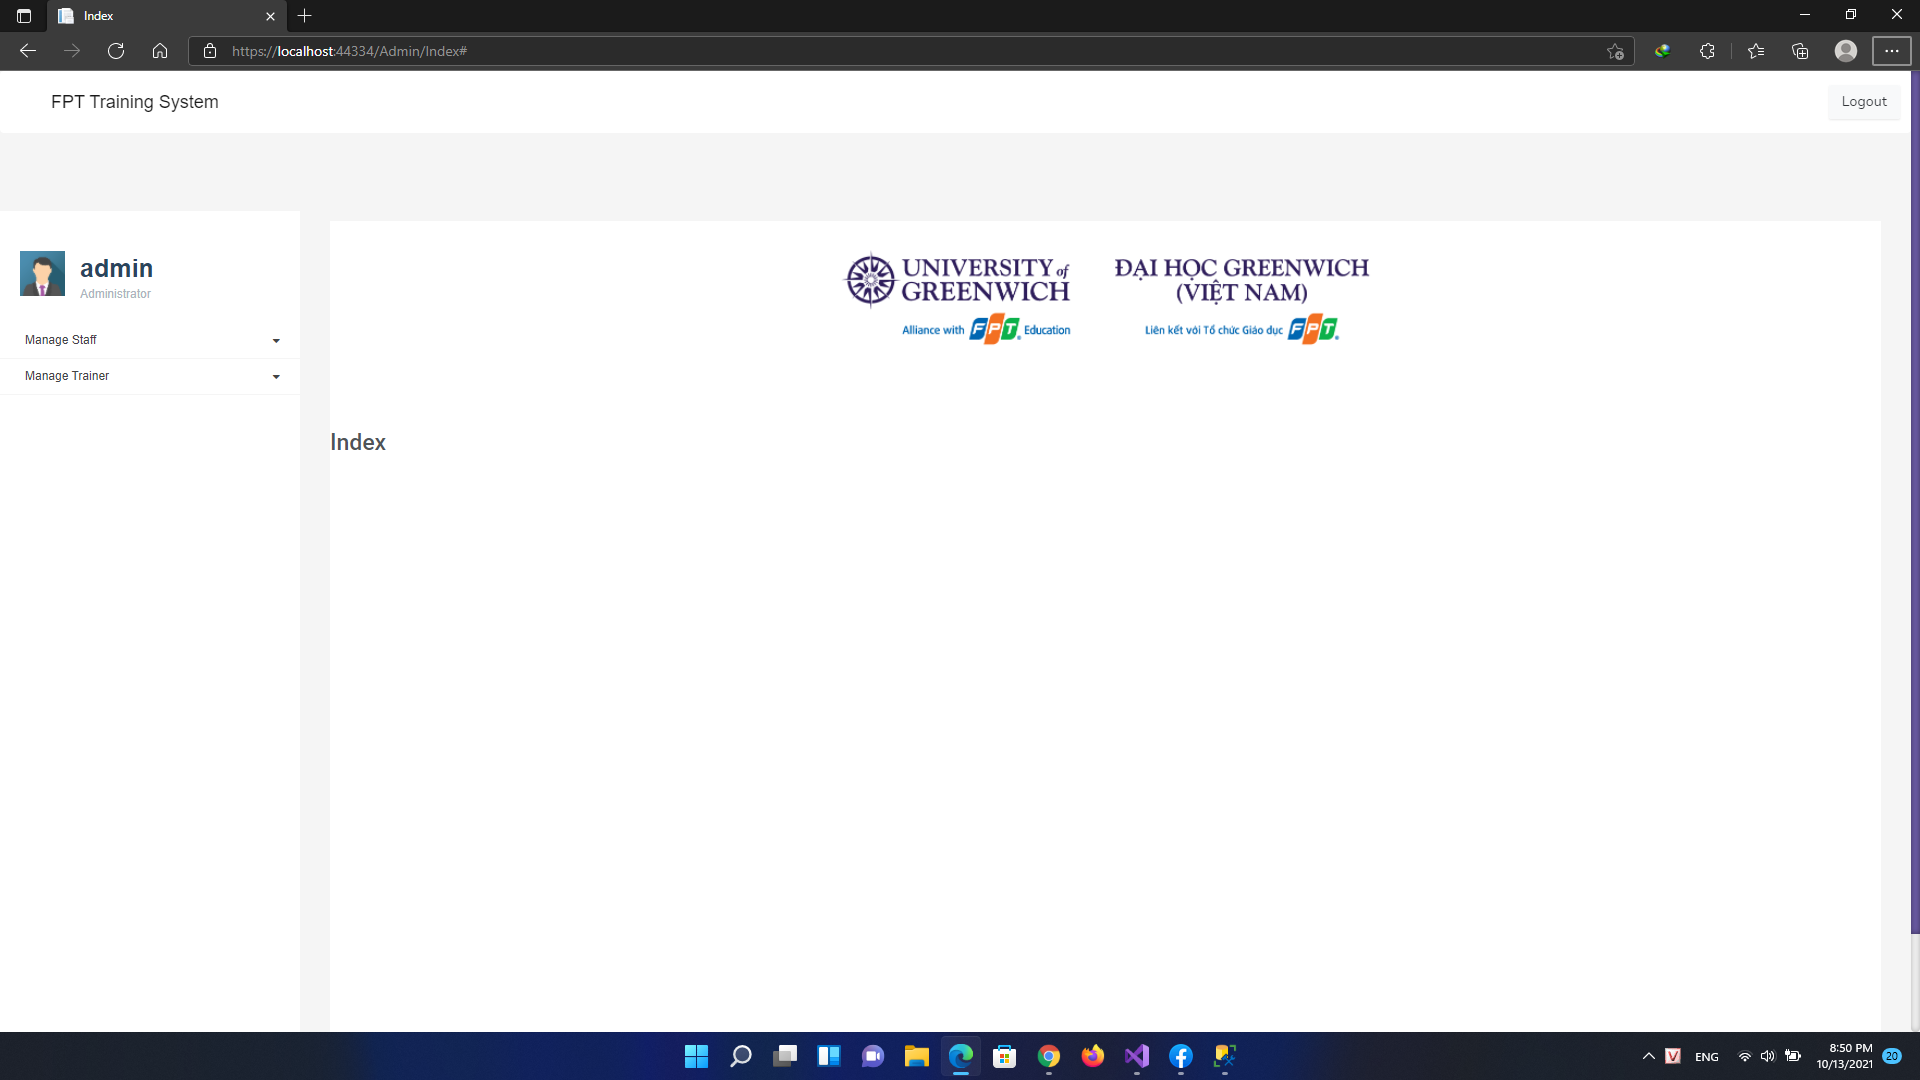 Index
https://localhost:44334/Admin/Index#
FPT Training System
Logout
admin
Administrator
Manage Staff
Manage Trainer
UNIVERSITY of
GREENWICH
Alliance with FPT. Education
ĐẠI HỌC GREENWICH
(VIỆT NAM)
Liên kết với Tổ chức Giáo dục FPT.
Index
V
ENG
8:50 PM
10/13/2021
20